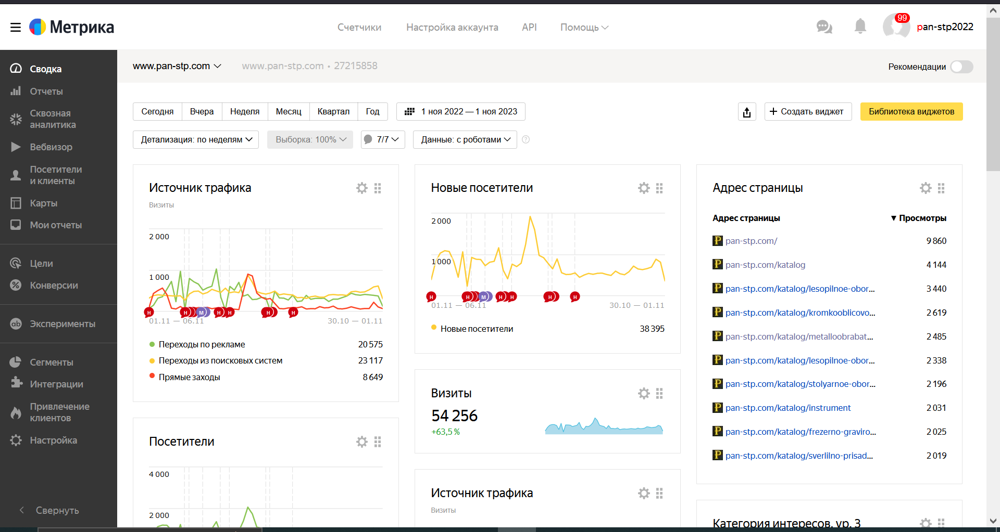 Метрика
Счетчики
Настройка аккаунта
API
Помощь
99
pan-stp2022
Сводка
Отчеты
Сквозная
аналитика
Вебвизор
Посетители
и клиенты
Карты
Мои отчеты
Цели
Конверсии
Эксперименты
Сегменты
Интеграции
Привлечение
клиентов
Настройка
Свернуть
www.pan-stp.com
www.pan-stp.com • 27215858
Рекомендации
Сегодня
Вчера
Неделя
Месяц
Квартал
Год
1 ноя 2022 — 1 ноя 2023
+ Создать виджет
Библиотека виджетов
Детализация: по неделям
Выборка: 100%
7/7
Данные: с роботами
?
Источник трафика
Визиты
2 000
1 000
Н Н М Н Н Н Н
01.11 — 06.11
30.10 — 01.11
Переходы по рекламе 20 575
Переходы из поисковых систем 23 117
Прямые заходы 8 649
Посетители
4 000
2 000
Новые посетители
2 000
1 000
Н Н М Н Н Н Н
01.11 — 06.11
30.10 — 01.11
Новые посетители 38 395
Визиты
54 256
+63,5 %
Источник трафика
Визиты
Адрес страницы
Адрес страницы ▼ Просмотры
pan-stp.com/ 9 860
pan-stp.com/katalog 4 144
pan-stp.com/katalog/lesopilnoe-obor... 3 440
pan-stp.com/katalog/kromkooblicovo... 2 619
pan-stp.com/katalog/metalloobrabat... 2 485
pan-stp.com/katalog/lesopilnoe-obor... 2 338
pan-stp.com/katalog/stolyarnoe-obor... 2 196
pan-stp.com/katalog/instrument 2 031
pan-stp.com/katalog/frezerno-graviro... 2 025
pan-stp.com/katalog/sverlilno-prisad... 2 019
Категория интересов, ур. 3